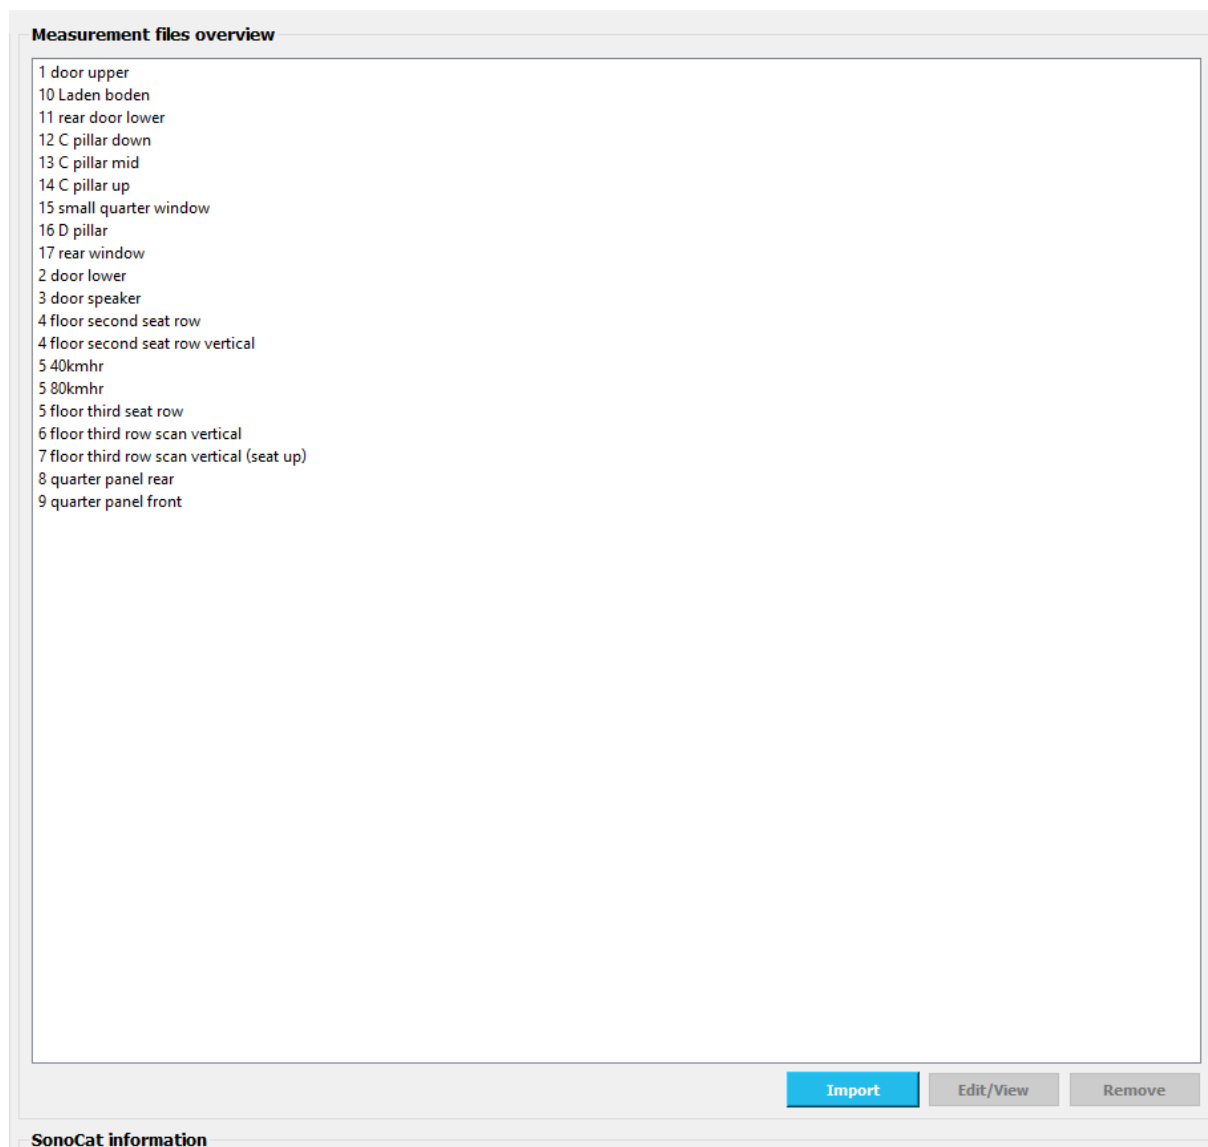 Measurement files overview
1 door upper
10 Laden boden
11 rear door lower
12 C pillar down
13 C pillar mid
14 C pillar up
15 small quarter window
16 D pillar
17 rear window
2 door lower
3 door speaker
4 floor second seat row
4 floor second seat row vertical
5 40kmhr
5 80kmhr
5 floor third seat row
6 floor third row scan vertical
7 floor third row scan vertical (seat up)
8 quarter panel rear
9 quarter panel front
Import Edit/View Remove
SonoCat information